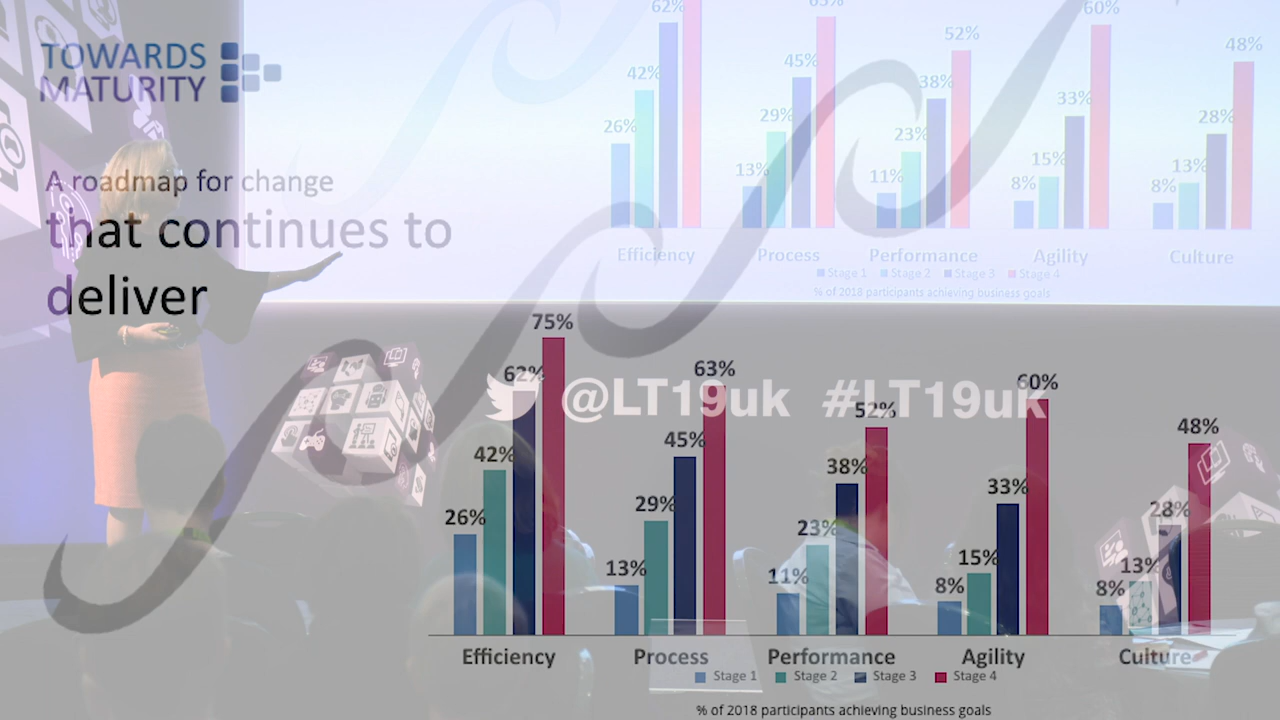 TOWARDS
MATURITY
A roadmap for change
that continues to
deliver
62% 63% 60%
52% 48%
42% 45% 38% 33%
26% 29% 23% 28%
13% 11% 15% 13%
8% 8%
Efficiency Process Performance Agility Culture
Stage 1 Stage 2 Stage 3 Stage 4
% of 2018 participants achieving business goals
@LT19uk #LT19uk
75%
62% 63% 60%
52% 48%
42% 45% 38% 33%
26% 29% 23% 28%
13% 11% 15% 13%
8% 8%
Efficiency Process Performance Agility Culture
Stage 1 Stage 2 Stage 3 Stage 4
% of 2018 participants achieving business goals